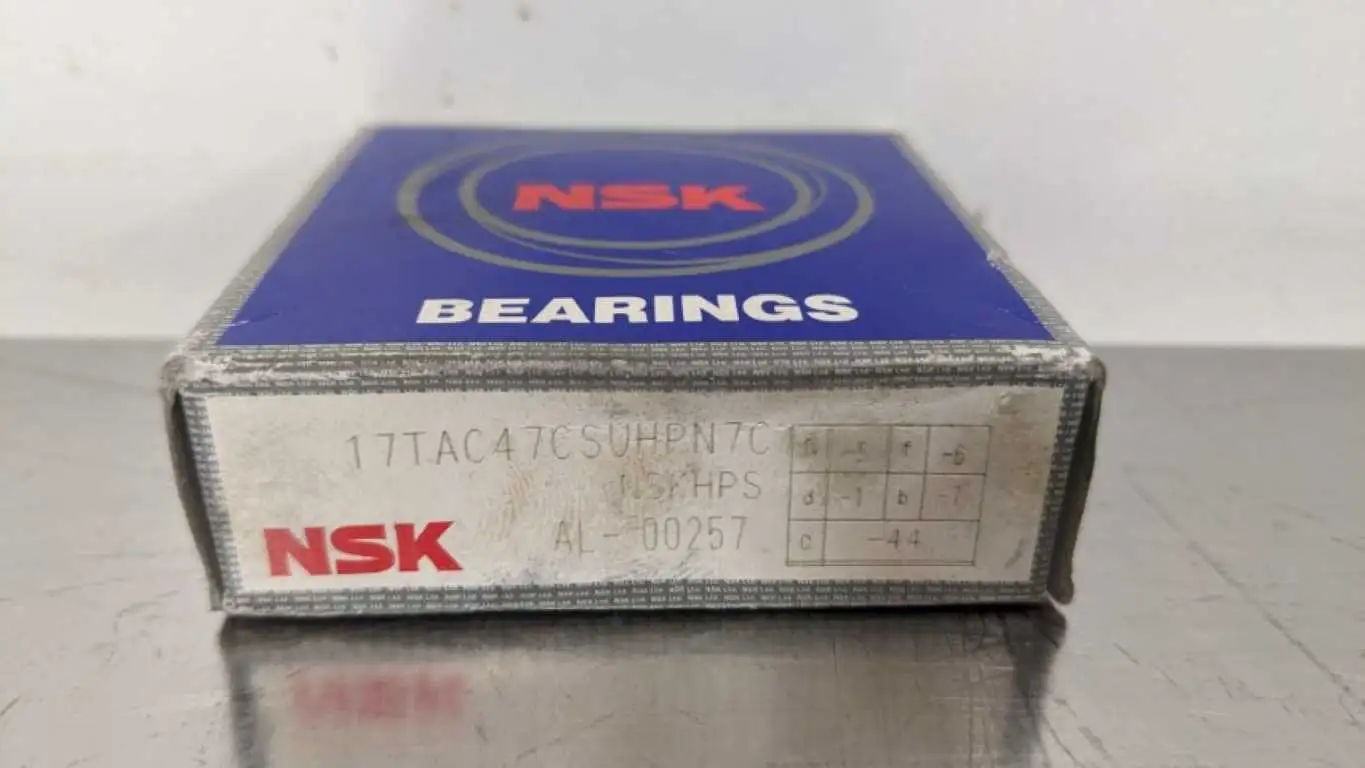 NSK
BEARINGS
17TAC47CSUHPN7C
NSKHPS
NSK
AL- 00257
-5 f -6
d -1 b -7
c -44